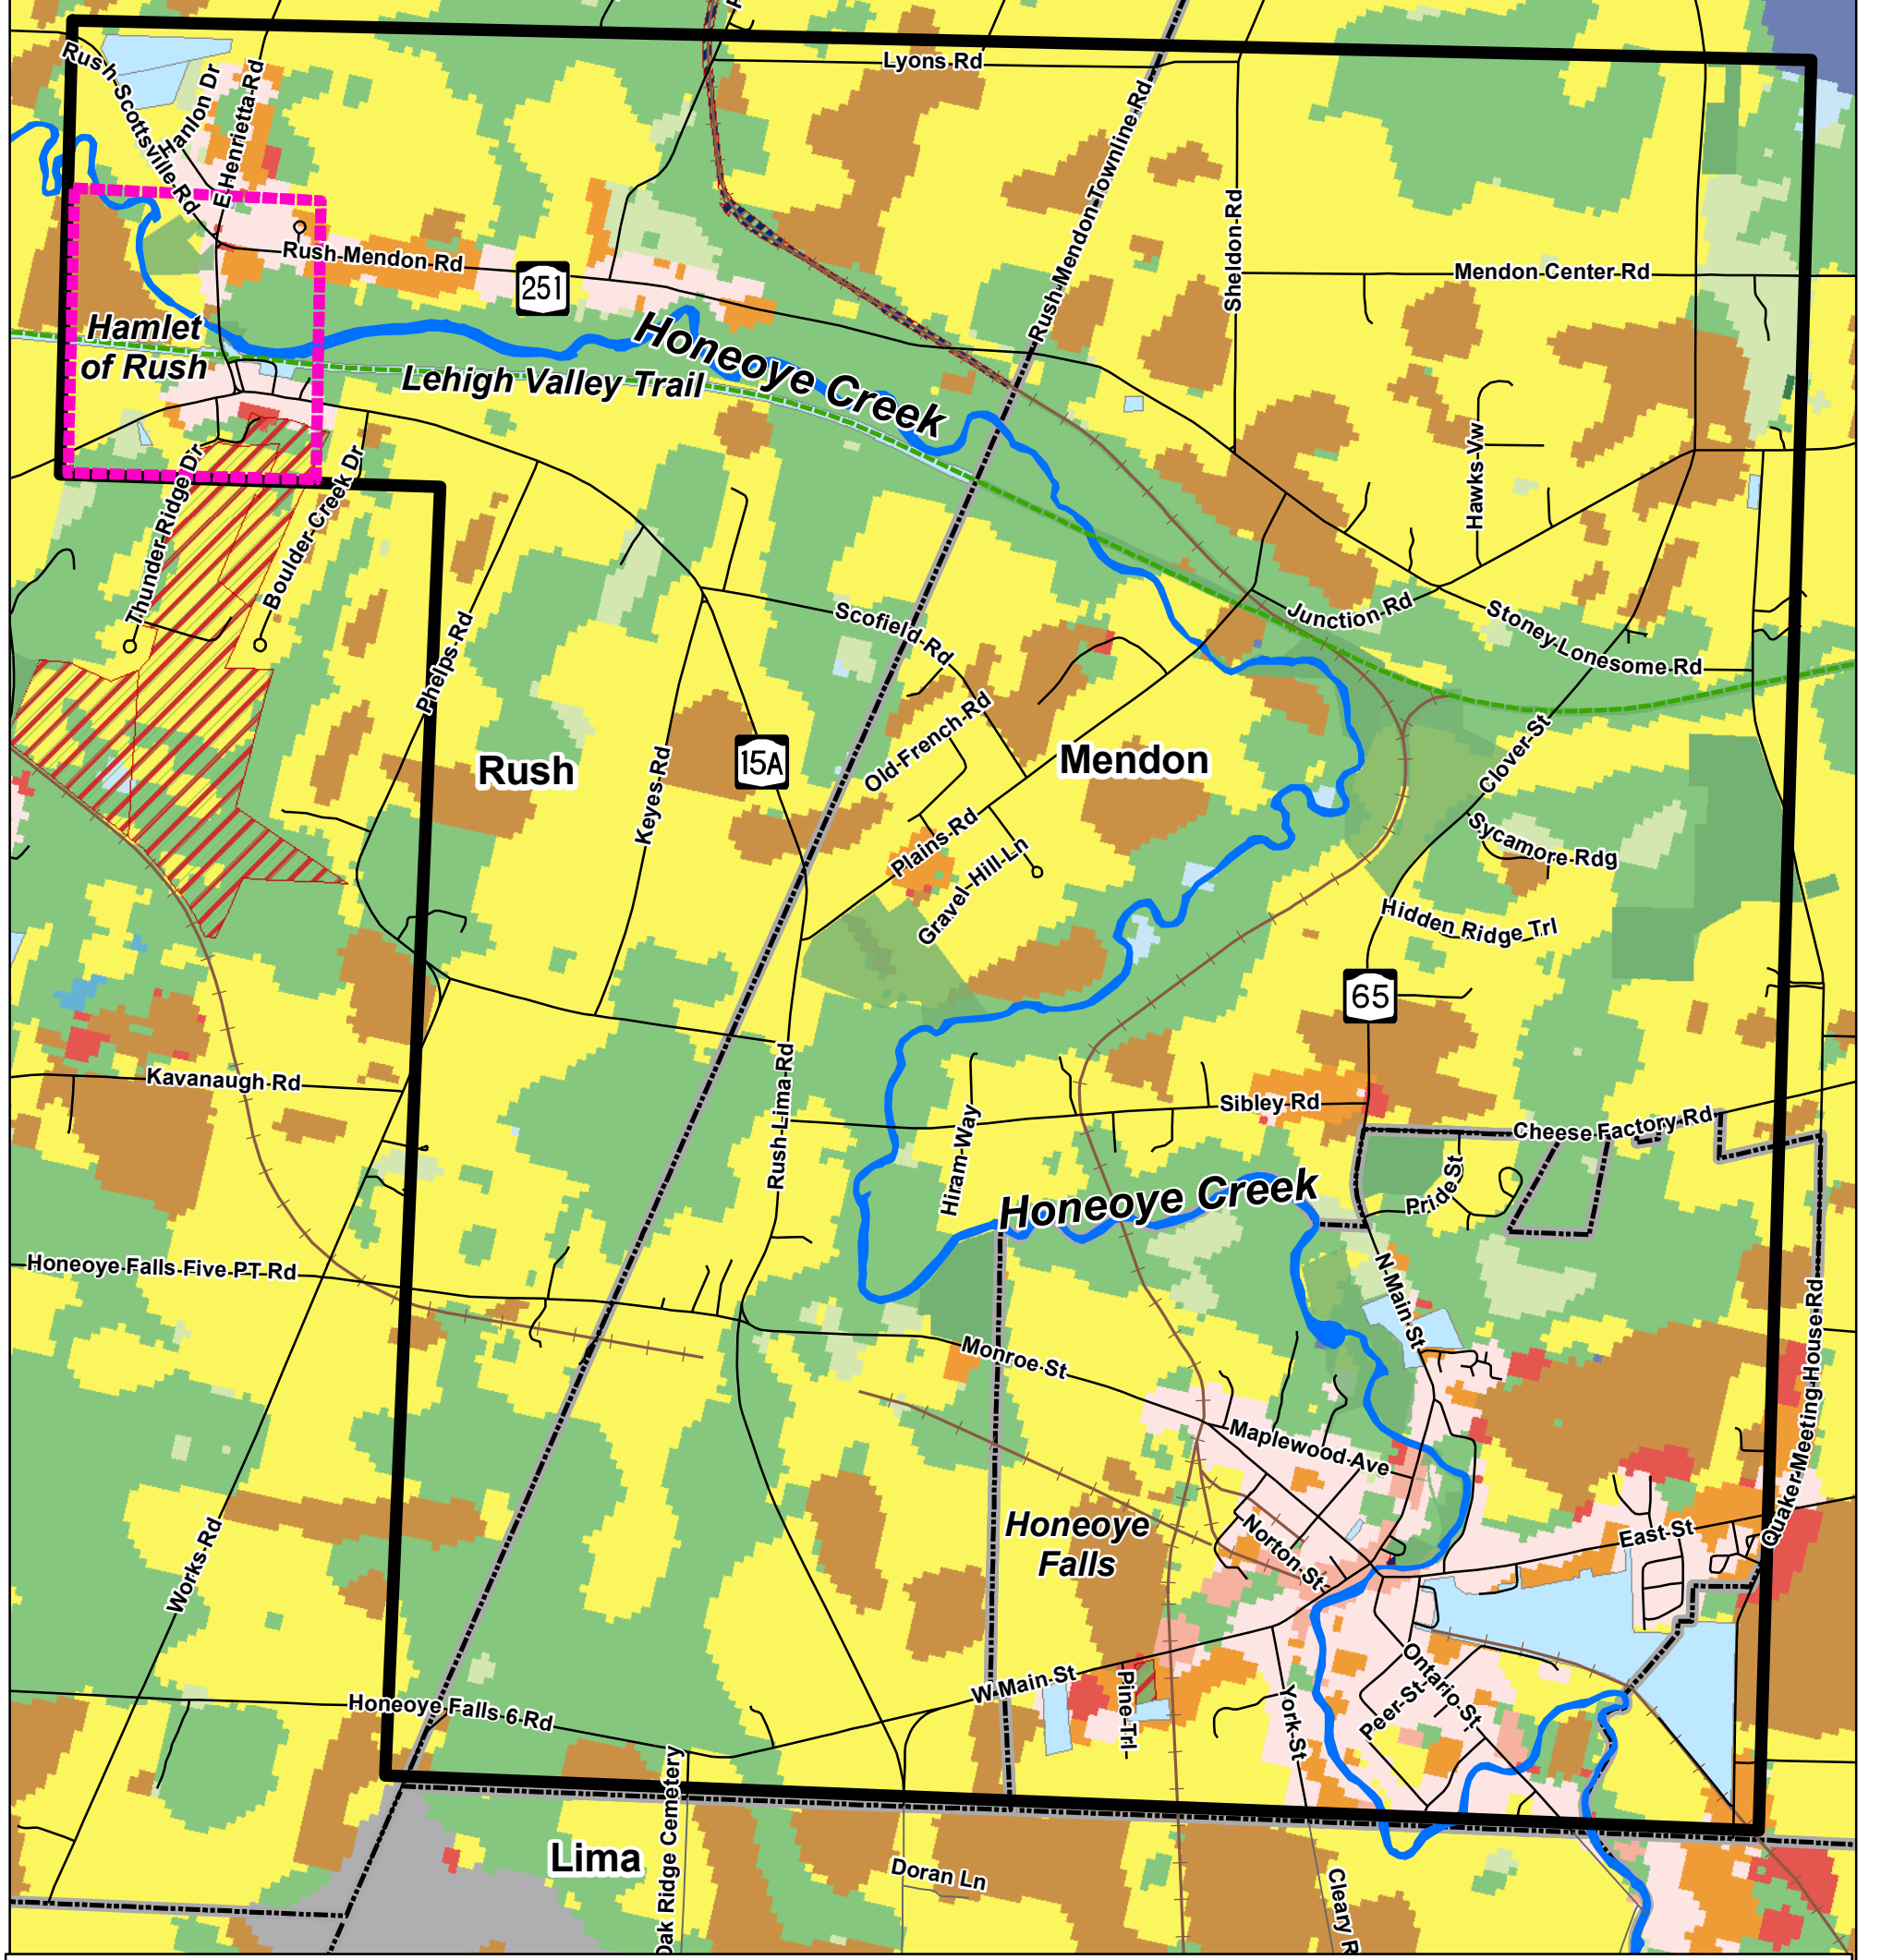 Lyons Rd
Rush-Scottsville-Rd
Hanlon Dr
E-Henrietta-Rd
Rush-Mendon-Townline-Rd
Sheldon-Rd
Rush-Mendon-Rd
251
Mendon-Center-Rd
Hamlet
of Rush
Honeoye Creek
Lehigh Valley Trail
Hawks-Vw
Thunder-Ridge-Dr
Boulder-Creek-Dr
Phelps-Rd
Scofield-Rd
Junction-Rd
Stoney-Lonesome-Rd
Old-French-Rd
Rush
Keyes-Rd
15A
Mendon
Clover-St
Plains-Rd
Gravel-Hill-Ln
Sycamore-Rdg
Hidden Ridge Trl
65
Kavanaugh-Rd
Rush-Lima-Rd
Hiram-Way
Sibley Rd
Cheese Factory Rd
Pride-St
Honeoye Creek
Honeoye-Falls-Five-PT-Rd
N-Main-St
Quaker-Meeting-House-Rd
Monroe-St
Maplewood-Ave
Works-Rd
Honeoye
Falls
Norton-St
East-St
Honeoye-Falls-6-Rd
W-Main-St
Pine-Trl
York-St
Peer-St
Ontario-St
Lima
Oak Ridge Cemetery
Doran Ln
Cleary R